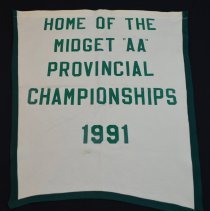 HOME OF THE
MIDGET "AA"
PROVINCIAL
CHAMPIONSHIPS
1991